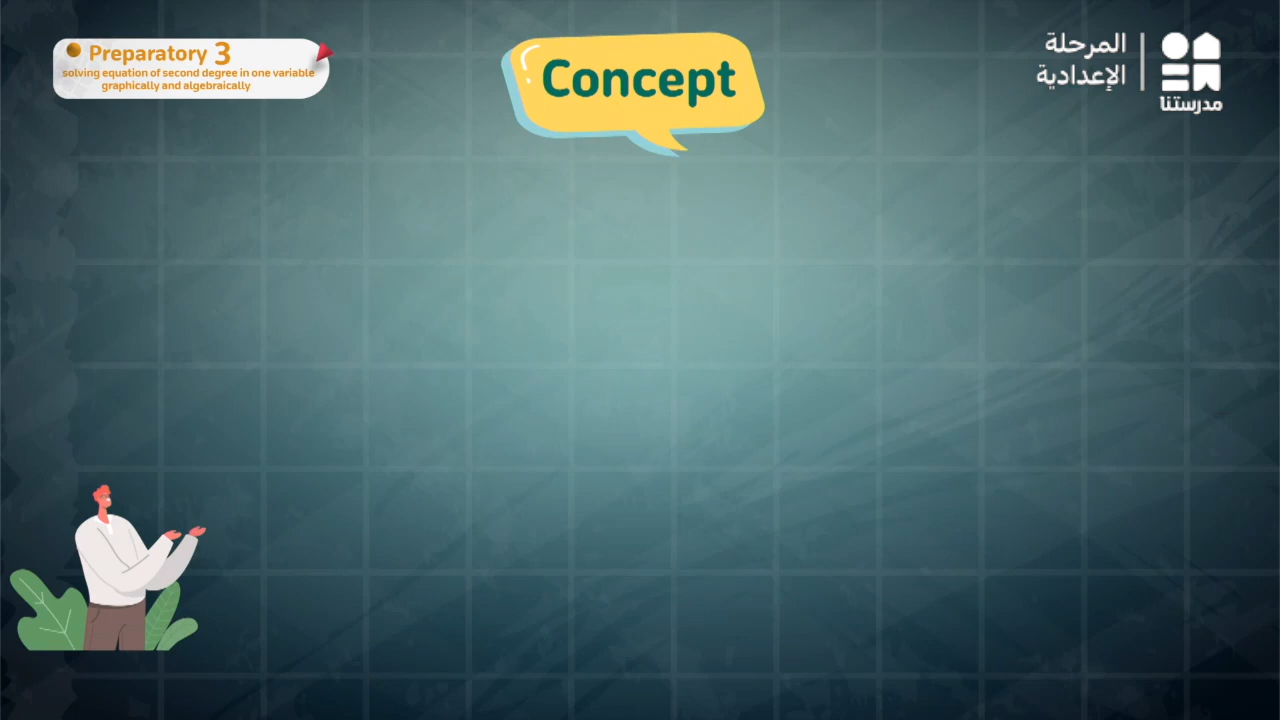 Preparatory 3
solving equation of second degree in one variable
graphically and algebraically
Concept
المرحلة
الإعدادية
مدرستنا